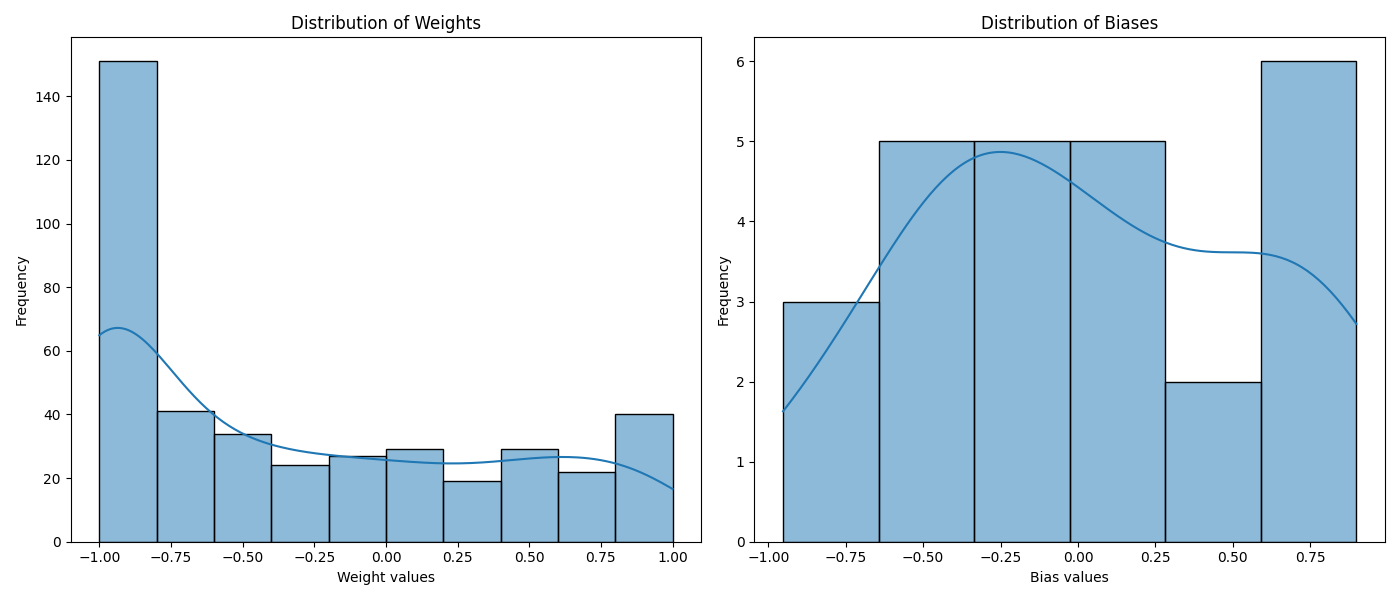 Distribution of Weights
Frequency
140
120
100
80
60
40
20
0
−1.00 −0.75 −0.50 −0.25 0.00 0.25 0.50 0.75 1.00
Weight values
Distribution of Biases
Frequency
6
5
4
3
2
1
0
−1.00 −0.75 −0.50 −0.25 0.00 0.25 0.50 0.75
Bias values